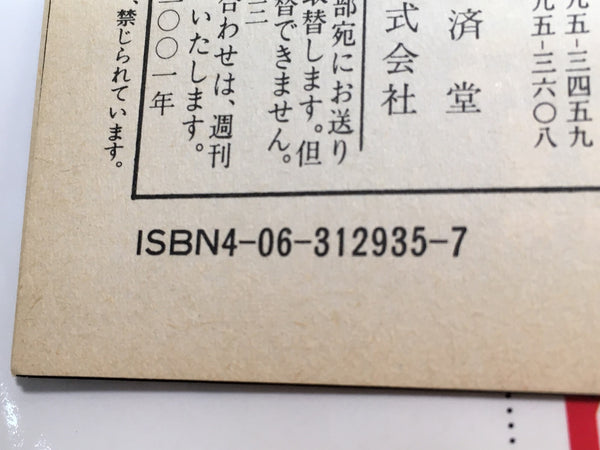 九五-三四五九
九五-三六〇八
済堂
式会社
部宛にお送り
取替します。但
替できません。
三
合わせは、週刊
いたします。
二〇〇一年
禁じられています。
ISBN4-06-312935-7